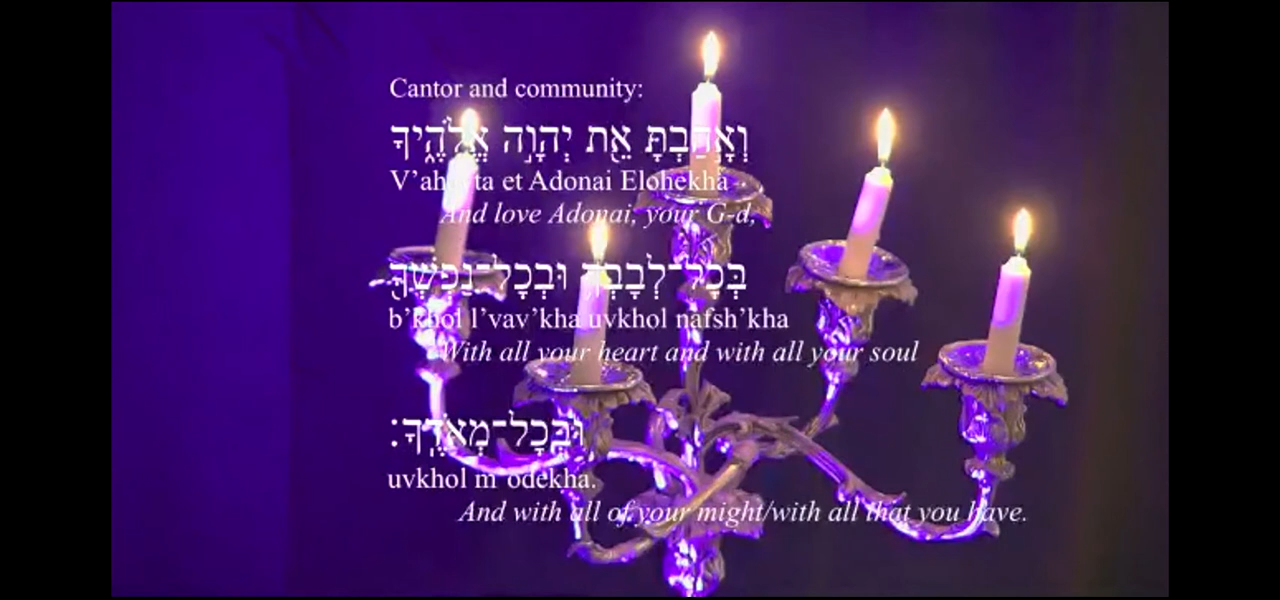 Cantor and community:
וְאָ֣הַבְתָּ֔ אֵ֖ת יְהוָ֣ה אֱלֹהֶ֑יךָ
V’ahavta et Adonai Elohekha
And love Adonai, your G-d,
בְּכָל־לְבָבְךָ֥ וּבְכָל־נַפְשְׁךָ֖
b’khol l’vav’kha uvkhol nafsh’kha
With all your heart and with all your soul
וּבְכָל־מְאֹדֶֽךָ׃
uvkhol m’odekha.
And with all of your might/with all that you have.